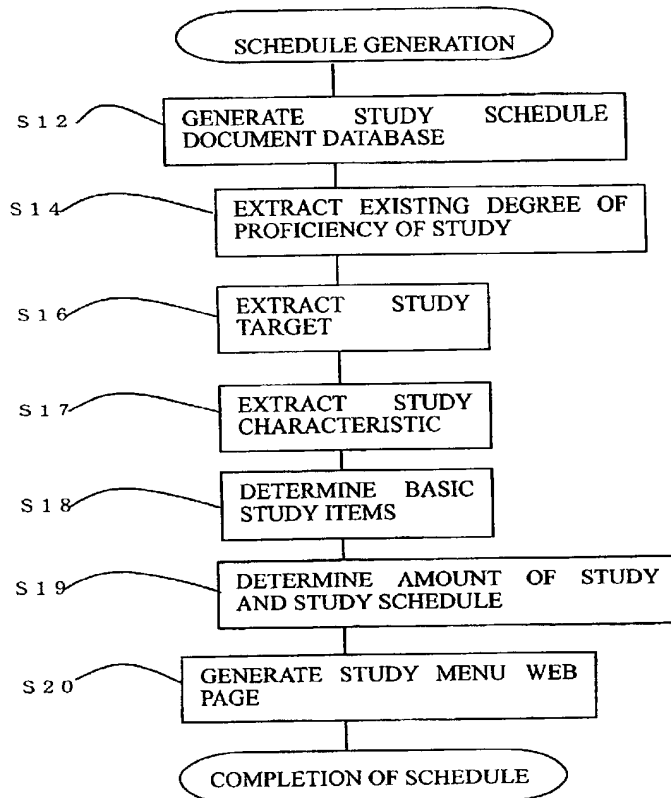 SCHEDULE GENERATION
S12
GENERATE STUDY SCHEDULE
DOCUMENT DATABASE
S14
EXTRACT EXISTING DEGREE OF
PROFICIENCY OF STUDY
S16
EXTRACT STUDY
TARGET
S17
EXTRACT STUDY
CHARACTERISTIC
S18
DETERMINE BASIC
STUDY ITEMS
S19
DETERMINE AMOUNT OF STUDY
AND STUDY SCHEDULE
S20
GENERATE STUDY MENU WEB
PAGE
COMPLETION OF SCHEDULE